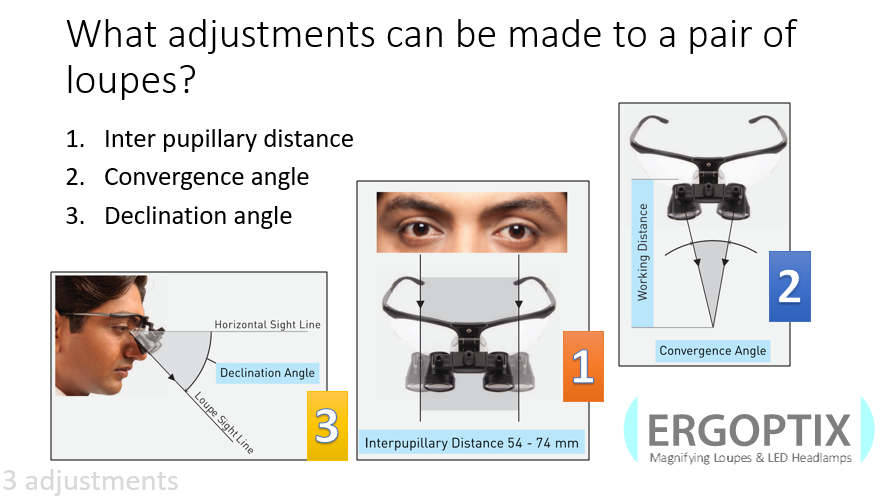 What adjustments can be made to a pair of
loupes?
1. Inter pupillary distance
2. Convergence angle
3. Declination angle
Working Distance
2
Convergence Angle
1
Interpupillary Distance 54 - 74 mm
Horizontal Sight Line
Declination Angle
Loupe Sight Line
3
ERGOPTIX
Magnifying Loupes & LED Headlamps
3 adjustments